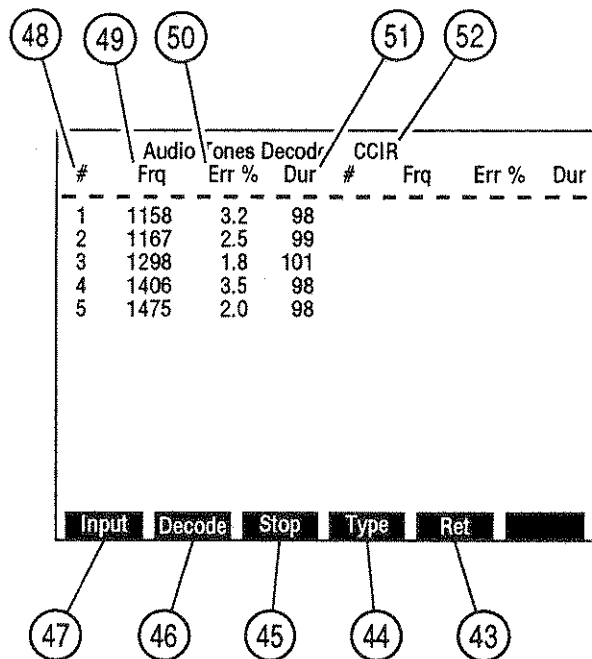 48 49 50 51 52
Audio Tones Decode CCIR
# Frq Err % Dur # Frq Err % Dur
1 1158 3.2 98
2 1167 2.5 99
3 1298 1.8 101
4 1406 3.5 98
5 1475 2.0 98
Input Decode Stop Type Ret
47 46 45 44 43